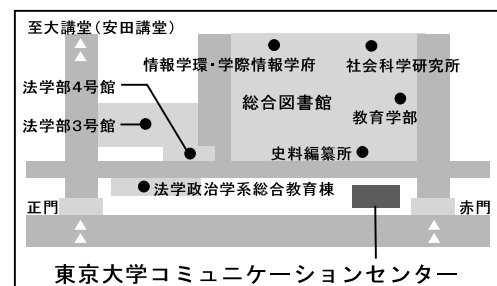 至大講堂(安田講堂)
情報学環・学際情報学府
社会科学研究所
法学部4号館
総合図書館
教育学部
法学部3号館
史料編纂所
法学政治学系総合教育棟
正門
赤門
東京大学コミュニケーションセンター